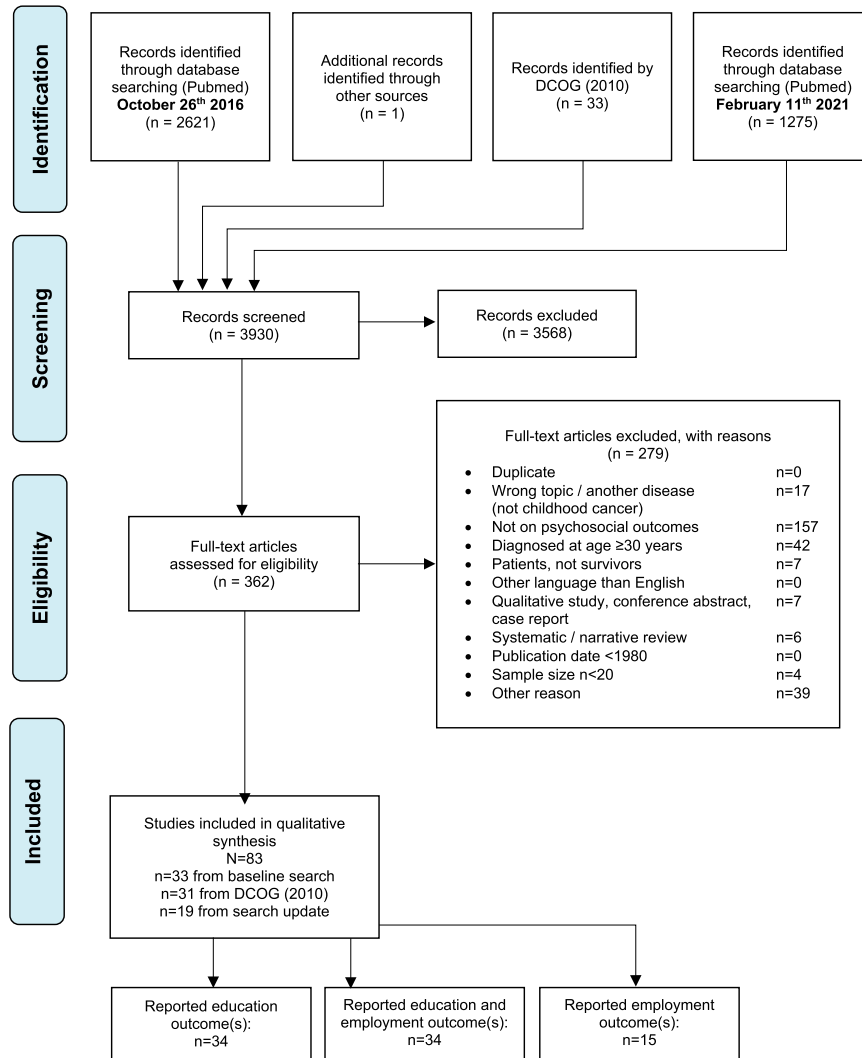 Identification
Records identified
through database
searching (Pubmed)
October 26th 2016
(n = 2621)
Additional records
identified through
other sources
(n = 1)
Records identified by
DCOG (2010)
(n = 33)
Records identified
through database
searching (Pubmed)
February 11th 2021
(n = 1275)
Screening
Records screened
(n = 3930)
Records excluded
(n = 3568)
Eligibility
Full-text articles
assessed for eligibility
(n = 362)
Full-text articles excluded, with reasons
(n = 279)
• Duplicate n=0
• Wrong topic / another disease n=17
(not childhood cancer)
• Not on psychosocial outcomes n=157
• Diagnosed at age ≥30 years n=42
• Patients, not survivors n=7
• Other language than English n=0
• Qualitative study, conference abstract, n=7
case report
• Systematic / narrative review n=6
• Publication date <1980 n=0
• Sample size n<20 n=4
• Other reason n=39
Included
Studies included in qualitative
synthesis
N=83
n=33 from baseline search
n=31 from DCOG (2010)
n=19 from search update
Reported education
outcome(s):
n=34
Reported education and
employment outcome(s):
n=34
Reported employment
outcome(s):
n=15